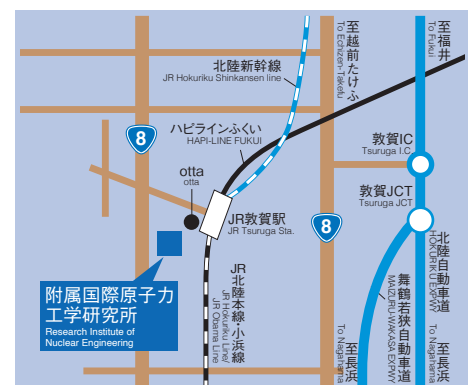 至越前たけふ
To Echizen-Takefu
至福井
To Fukui
北陸新幹線
JR Hokuriku Shinkansen line
8
ハピラインふくい
HAPI-LINE FUKUI
敦賀IC
Tsuruga I.C
otta
otta
敦賀JCT
Tsuruga JCT
JR敦賀駅
JR Tsuruga Sta.
8
北陸自動車道
HOKURIKU EXPWY
舞鶴若狭自動車道
MAIZURU-WAKASA EXPWY
JR北陸本線・小浜線
JR Hokuriku Line/
JR Obama Line
附属国際原子力
工学研究所
Research Institute of
Nuclear Engineering
至長浜
To Nagahama
至長浜
To Nagahama